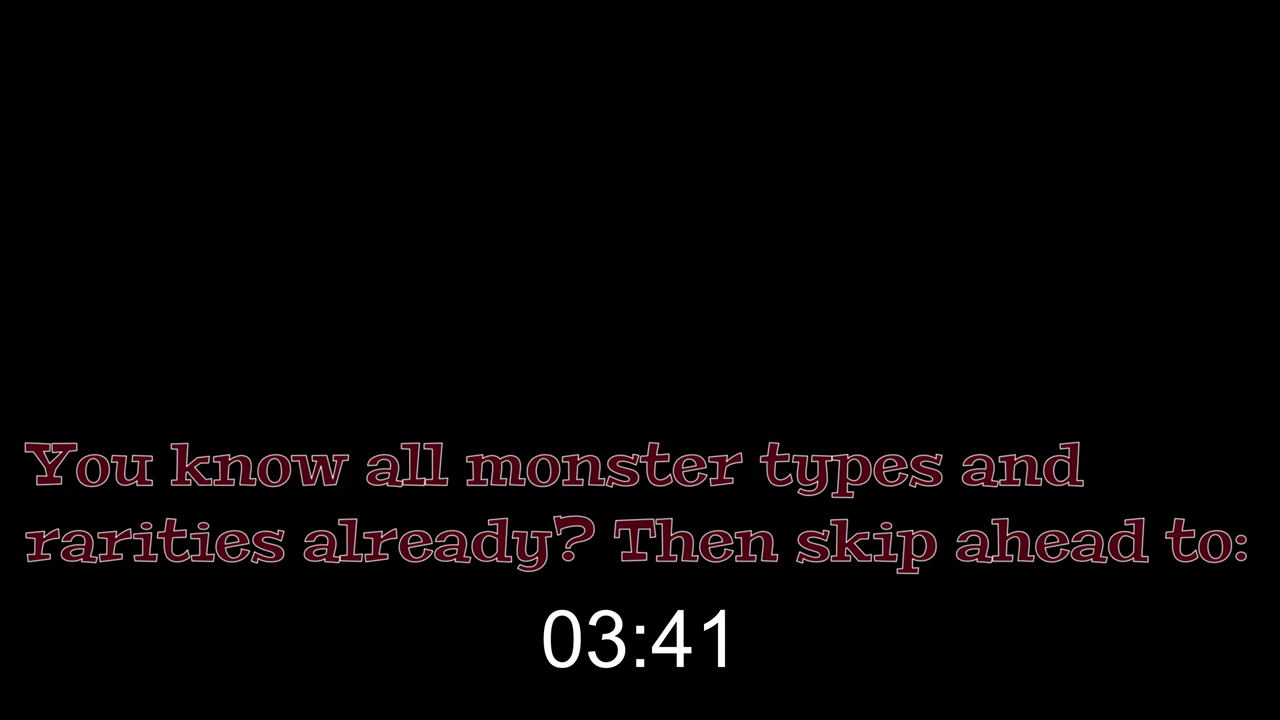 You know all monster types and
rarities already? Then skip ahead to:
03:41